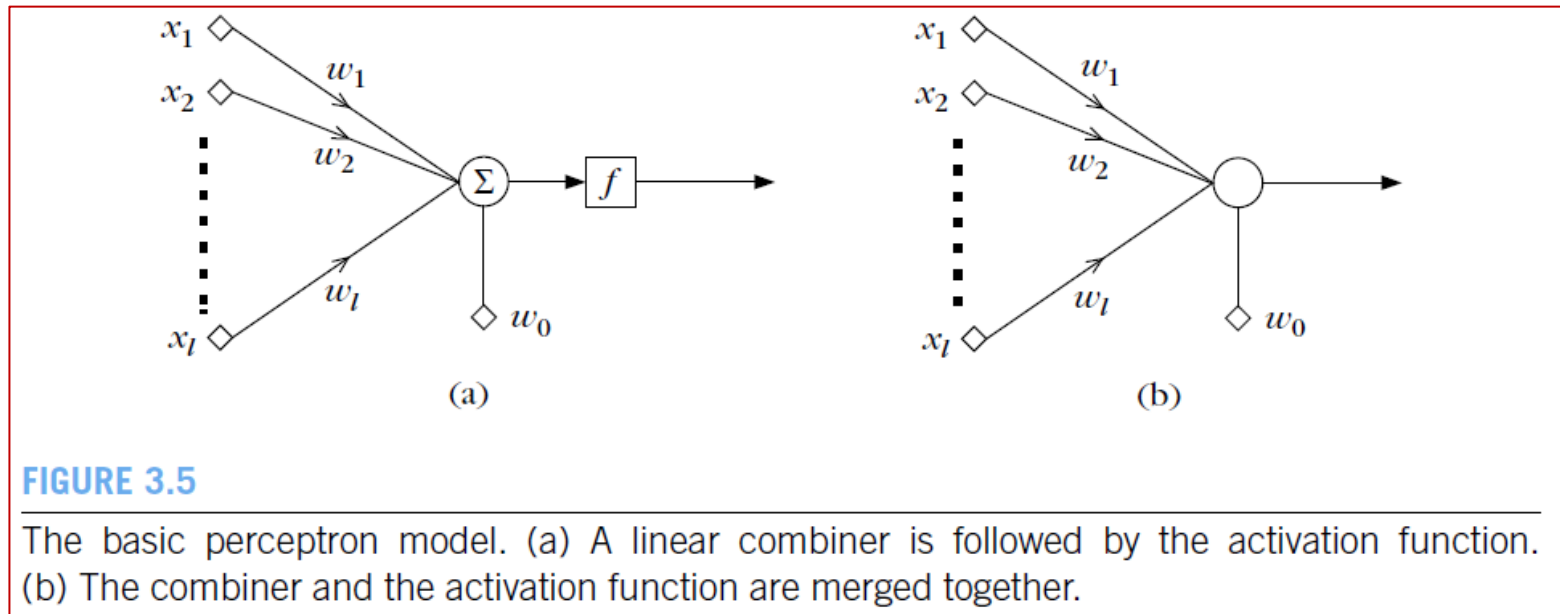 x1
w1
x2
w2
Σ
f
wl
w0
xl
(a)
x1
w1
x2
w2
wl
w0
xl
(b)
FIGURE 3.5
The basic perceptron model. (a) A linear combiner is followed by the activation function.
(b) The combiner and the activation function are merged together.